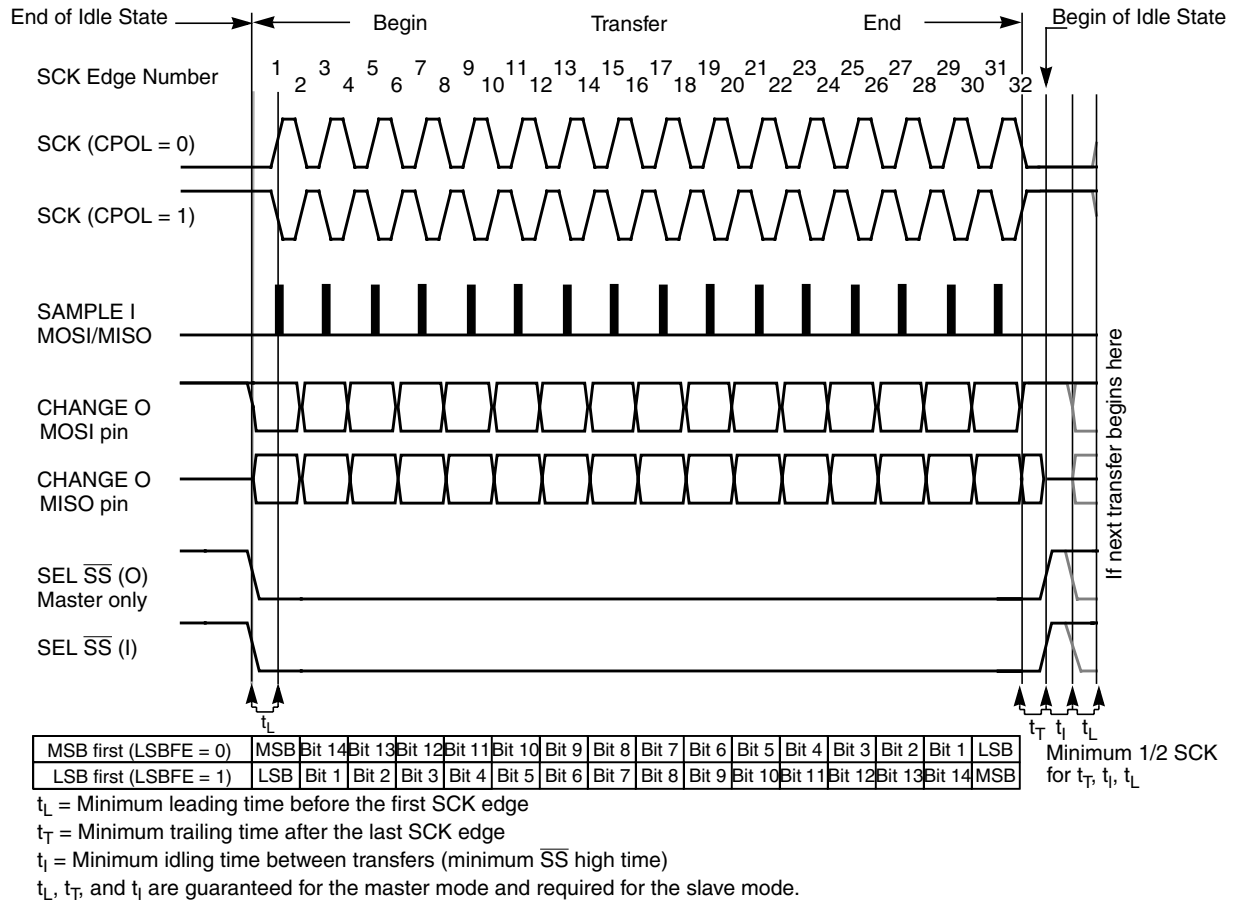 End of Idle State
Begin
Transfer
End
Begin of Idle State
SCK Edge Number
1 3 5 7 9 11 13 15 17 19 21 23 25 27 29 31
2 4 6 8 10 12 14 16 18 20 22 24 26 28 30 32
SCK (CPOL = 0)
SCK (CPOL = 1)
SAMPLE I
MOSI/MISO
CHANGE O
MOSI pin
CHANGE O
MISO pin
SEL S̅S̅ (O)
Master only
SEL S̅S̅ (I)
If next transfer begins here
tL
tT tI tL
MSB first (LSBFE = 0) MSB Bit 14 Bit 13 Bit 12 Bit 11 Bit 10 Bit 9 Bit 8 Bit 7 Bit 6 Bit 5 Bit 4 Bit 3 Bit 2 Bit 1 LSB
LSB first (LSBFE = 1) LSB Bit 1 Bit 2 Bit 3 Bit 4 Bit 5 Bit 6 Bit 7 Bit 8 Bit 9 Bit 10 Bit 11 Bit 12 Bit 13 Bit 14 MSB
Minimum 1/2 SCK
for tT, tI, tL
tL = Minimum leading time before the first SCK edge
tT = Minimum trailing time after the last SCK edge
tI = Minimum idling time between transfers (minimum S̅S̅ high time)
tL, tT, and tI are guaranteed for the master mode and required for the slave mode.